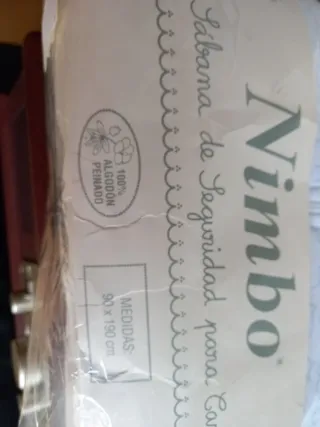 Nimbo
Sábana de Seguridad para
100%
ALGODÓN
PEINADO
MEDIDAS:
90 x 190 cm